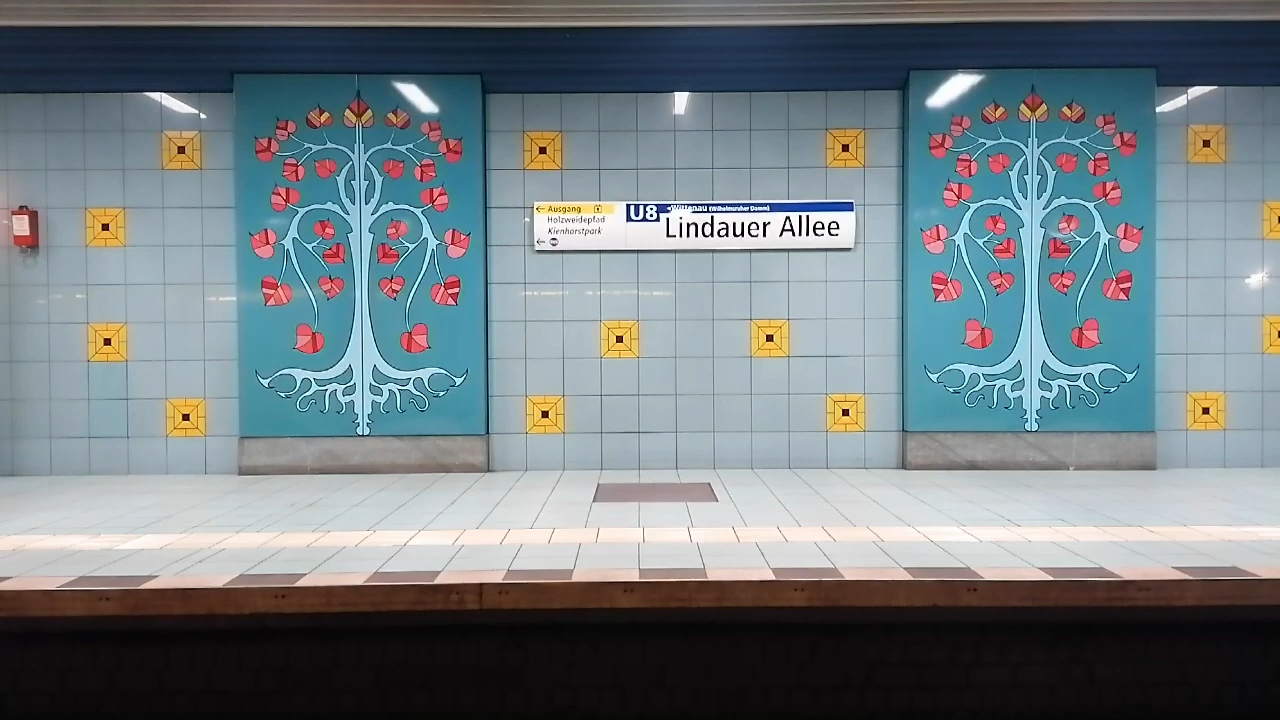 Ausgang
Holzweidepfad
Kienhorstpark
U8
Wittenau (Wilhelmsruher Damm)
Lindauer Allee